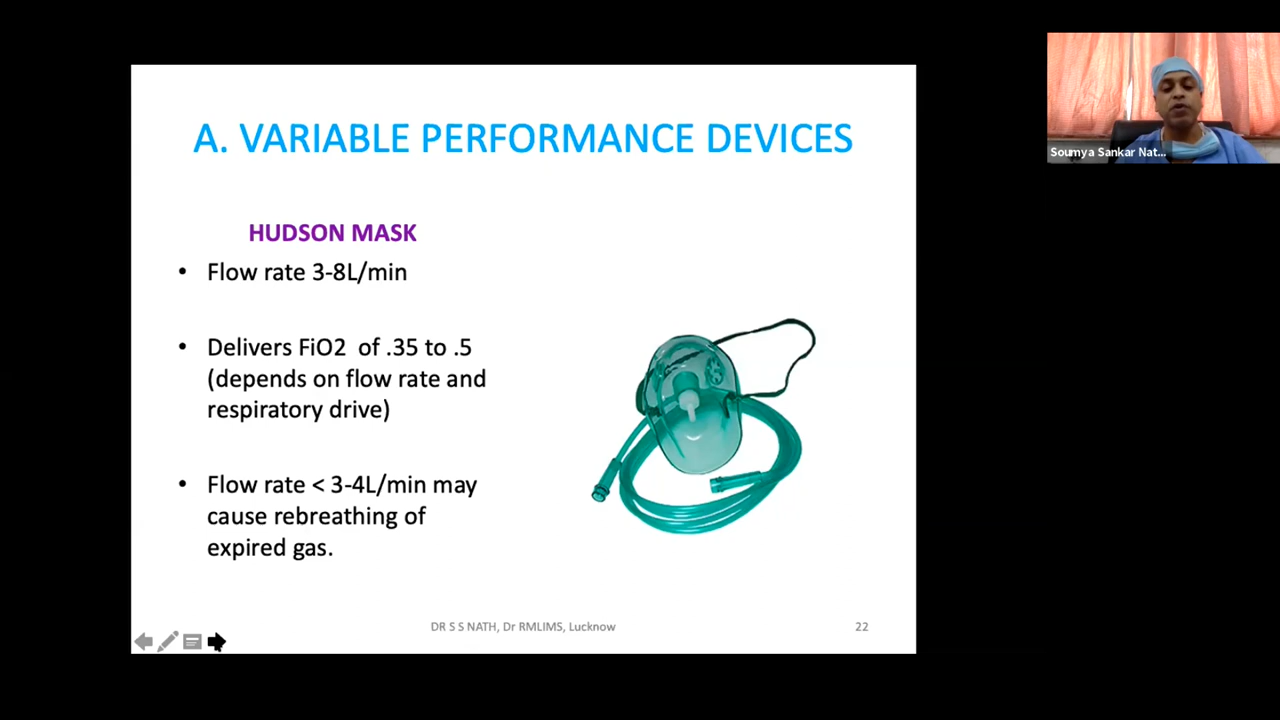 A. VARIABLE PERFORMANCE DEVICES
HUDSON MASK
• Flow rate 3-8L/min
• Delivers FiO2 of .35 to .5
(depends on flow rate and
respiratory drive)
• Flow rate < 3-4L/min may
cause rebreathing of
expired gas.
DR S S NATH, Dr RMLIMS, Lucknow
22
Soumya Sankar Nat...